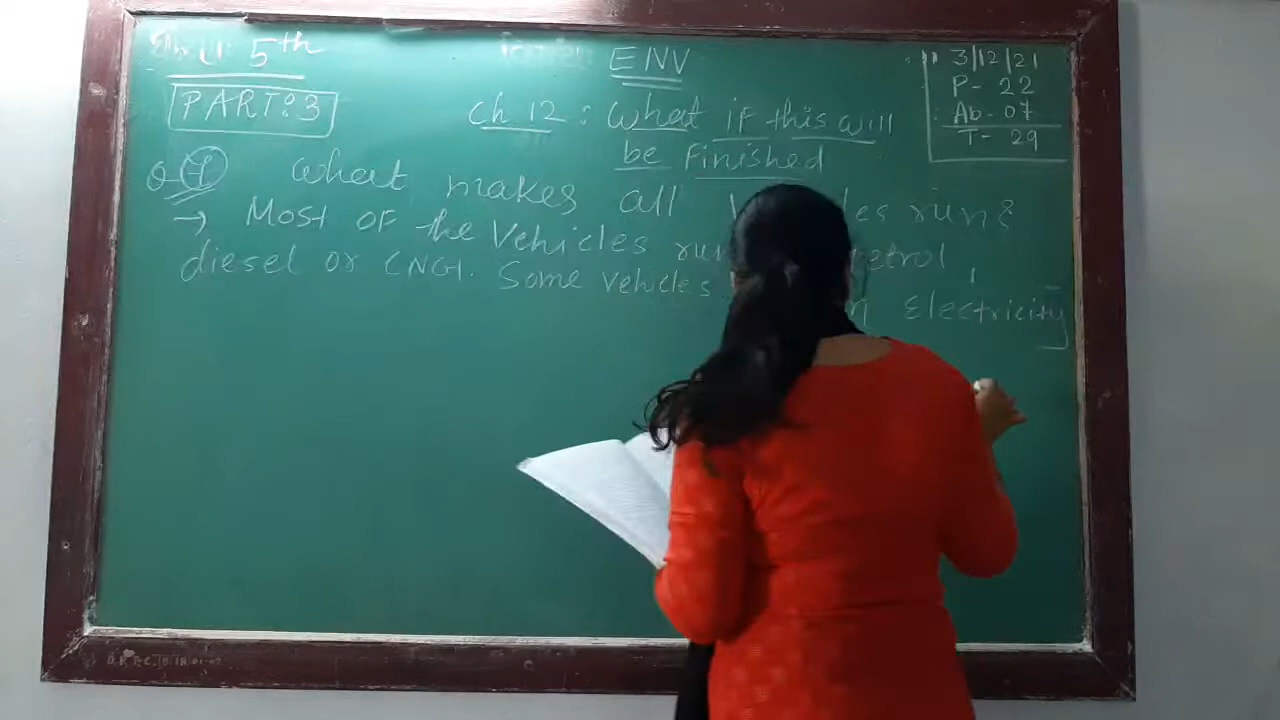 5th
ENV
3/12/21
P- 22
Ab- 07
T- 29
PART:3
Ch 12 : What if this will
be Finished
Q What makes all run?
→ Most of the Vehicles
diesel or CNG. Some vehicles Electricity